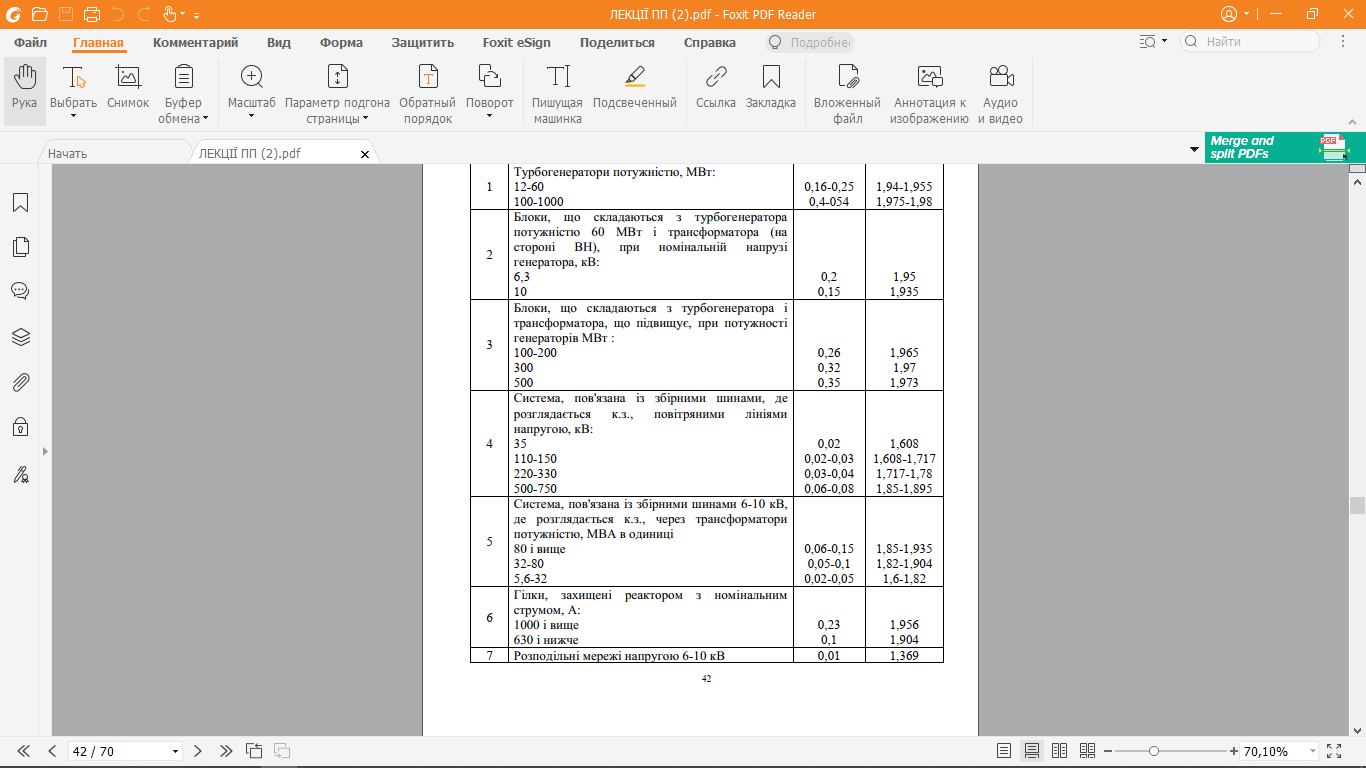 ЛЕКЦІЇ ПП (2).pdf - Foxit PDF Reader
Файл Главная Комментарий Вид Форма Защитить Foxit eSign Поделиться Справка Подробнее Найти
Рука Выбрать Снимок Буфер обмена Масштаб Параметр подгона страницы Обратный порядок Поворот Пишущая машинка Подсвеченный Ссылка Закладка Вложенный файл Аннотация к изображению Аудио и видео
Начать ЛЕКЦІЇ ПП (2).pdf
Merge and
split PDFs
PDF
Турбогенератори потужністю, МВт:
1 12-60 0,16-0,25 1,94-1,955
100-1000 0,4-054 1,975-1,98
Блоки, що складаються з турбогенератора
потужністю 60 МВт і трансформатора (на
2 стороні ВН), при номінальній напрузі
генератора, кВ:
6,3 0,2 1,95
10 0,15 1,935
Блоки, що складаються з турбогенератора і
трансформатора, що підвищує, при потужності
3 генераторів МВт :
100-200 0,26 1,965
300 0,32 1,97
500 0,35 1,973
Система, пов'язана із збірними шинами, де
розглядається к.з., повітряними лініями
напругою, кВ:
4 35 0,02 1,608
110-150 0,02-0,03 1,608-1,717
220-330 0,03-0,04 1,717-1,78
500-750 0,06-0,08 1,85-1,895
Система, пов'язана із збірними шинами 6-10 кВ,
де розглядається к.з., через трансформатори
5 потужністю, МВА в одиниці
80 і вище 0,06-0,15 1,85-1,935
32-80 0,05-0,1 1,82-1,904
5,6-32 0,02-0,05 1,6-1,82
Гілки, захищені реактором з номінальним
6 струмом, А:
1000 і вище 0,23 1,956
630 і нижче 0,1 1,904
7 Розподільні мережі напругою 6-10 кВ 0,01 1,369
42
42 / 70 70,10%